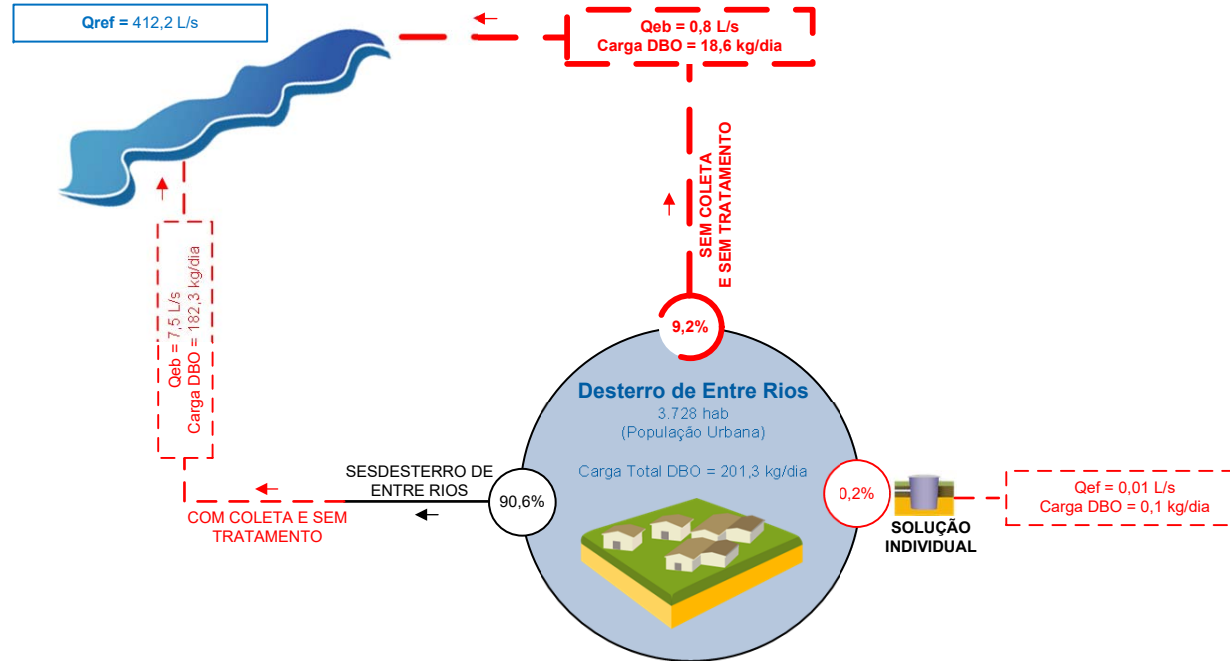 Qref = 412,2 L/s
Qeb = 0,8 L/s
Carga DBO = 18,6 kg/dia
SEM COLETA
E SEM TRATAMENTO
Qeb = 7,5 L/s
Carga DBO = 182,3 kg/dia
9,2%
Desterro de Entre Rios
3.728 hab
(População Urbana)
Carga Total DBO = 201,3 kg/dia
SESDESTERRO DE
ENTRE RIOS
90,6%
COM COLETA E SEM
TRATAMENTO
0,2%
SOLUÇÃO
INDIVIDUAL
Qef = 0,01 L/s
Carga DBO = 0,1 kg/dia